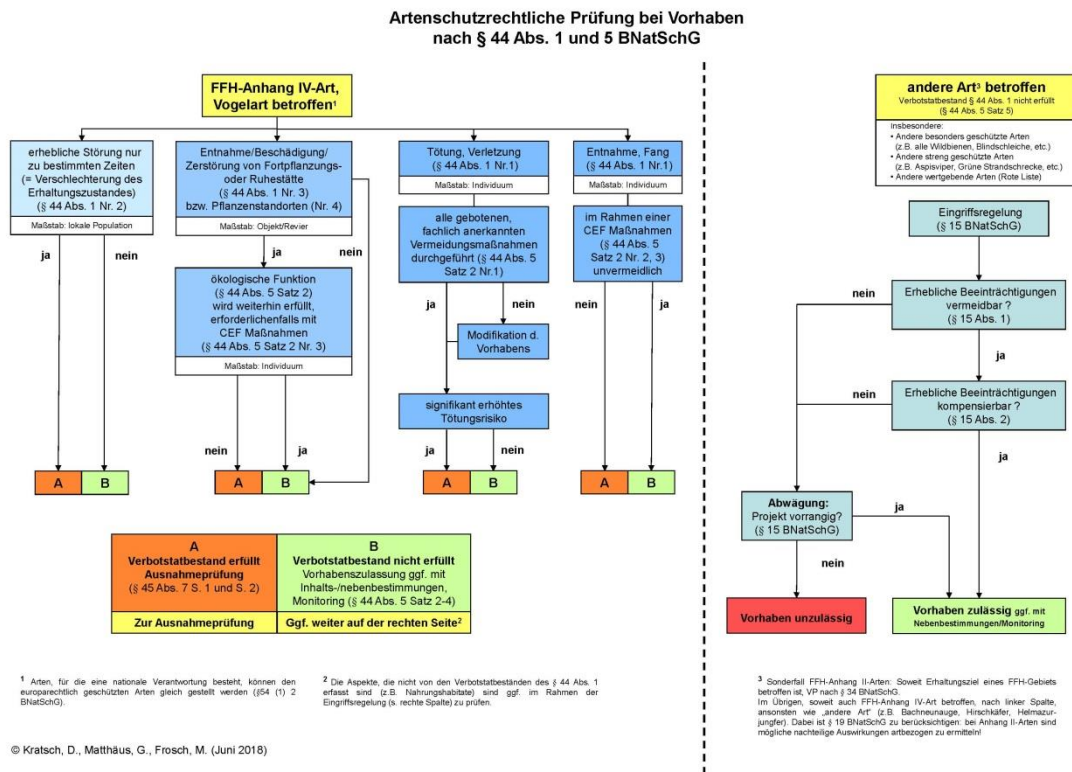 Artenschutzrechtliche Prüfung bei Vorhaben
nach § 44 Abs. 1 und 5 BNatSchG
FFH-Anhang IV-Art,
Vogelart betroffen¹
erhebliche Störung nur
zu bestimmten Zeiten
(= Verschlechterung des
Erhaltungszustandes)
(§ 44 Abs. 1 Nr. 2)
Maßstab: lokale Population
ja
nein
Entnahme/Beschädigung/
Zerstörung von Fortpflanzungs-
oder Ruhestätte
(§ 44 Abs. 1 Nr. 3)
bzw. Pflanzenstandorten (Nr. 4)
Maßstab: Objekt/Revier
ja
nein
ökologische Funktion
(§ 44 Abs. 5 Satz 2)
wird weiterhin erfüllt,
erforderlichenfalls mit
CEF Maßnahmen
(§ 44 Abs. 5 Satz 2 Nr. 3)
Maßstab: Individuum
nein
ja
Tötung, Verletzung
(§ 44 Abs. 1 Nr.1)
Maßstab: Individuum
alle gebotenen,
fachlich anerkannten
Vermeidungsmaßnahmen
durchgeführt (§ 44 Abs. 5
Satz 2 Nr.1)
ja
nein
Modifikation d.
Vorhabens
signifikant erhöhtes
Tötungsrisiko
ja
nein
Entnahme, Fang
(§ 44 Abs. 1 Nr.1)
Maßstab: Individuum
im Rahmen einer
CEF Maßnahmen
(§ 44 Abs. 5
Satz 2 Nr. 2, 3)
unvermeidlich
nein
ja
A B
A B
A B
A B
A
Verbotstatbestand erfüllt
Ausnahmeprüfung
(§ 45 Abs. 7 S. 1 und S. 2)
Zur Ausnahmeprüfung
B
Verbotstatbestand nicht erfüllt
Vorhabenszulassung ggf. mit
Inhalts-/nebenbestimmungen,
Monitoring (§ 44 Abs. 5 Satz 2-4)
Ggf. weiter auf der rechten Seite²
¹ Arten, für die eine nationale Verantwortung besteht, können den
europarechtlich geschützten Arten gleich gestellt werden (§54 (1) 2
BNatSchG).
² Die Aspekte, die nicht von den Verbotstatbeständen des § 44 Abs. 1
erfasst sind (z.B. Nahrungshabitate) sind ggf. im Rahmen der
Eingriffsregelung (s. rechte Spalte) zu prüfen.
© Kratsch, D., Matthäus, G., Frosch, M. (Juni 2018)
andere Art³ betroffen
Verbotstatbestand § 44 Abs. 1 nicht erfüllt
(§ 44 Abs. 5 Satz 5)
Insbesondere:
• Andere besonders geschützte Arten
(z.B. alle Wildbienen, Blindschleiche, etc.)
• Andere streng geschützte Arten
(z.B. Aspisviper, Grüne Strandschrecke, etc.)
• Andere wertgebende Arten (Rote Liste)
Eingriffsregelung
(§ 15 BNatSchG)
Erhebliche Beeinträchtigungen
vermeidbar ?
(§ 15 Abs. 1)
nein
ja
Erhebliche Beeinträchtigungen
kompensierbar ?
(§ 15 Abs. 2)
nein
ja
Abwägung:
Projekt vorrangig?
(§ 15 BNatSchG)
ja
nein
Vorhaben unzulässig
Vorhaben zulässig ggf. mit
Nebenbestimmungen/Monitoring
³ Sonderfall FFH-Anhang II-Arten: Soweit Erhaltungsziel eines FFH-Gebiets
betroffen ist, VP nach § 34 BNatSchG.
Im Übrigen, soweit auch FFH-Anhang IV-Art betroffen, nach linker Spalte,
ansonsten wie „andere Art" (z.B. Bachneunauge, Hirschkäfer, Helmazur-
jungfer). Dabei ist § 19 BNatSchG zu berücksichtigen: bei Anhang II-Arten sind
mögliche nachteilige Auswirkungen artbezogen zu ermitteln!